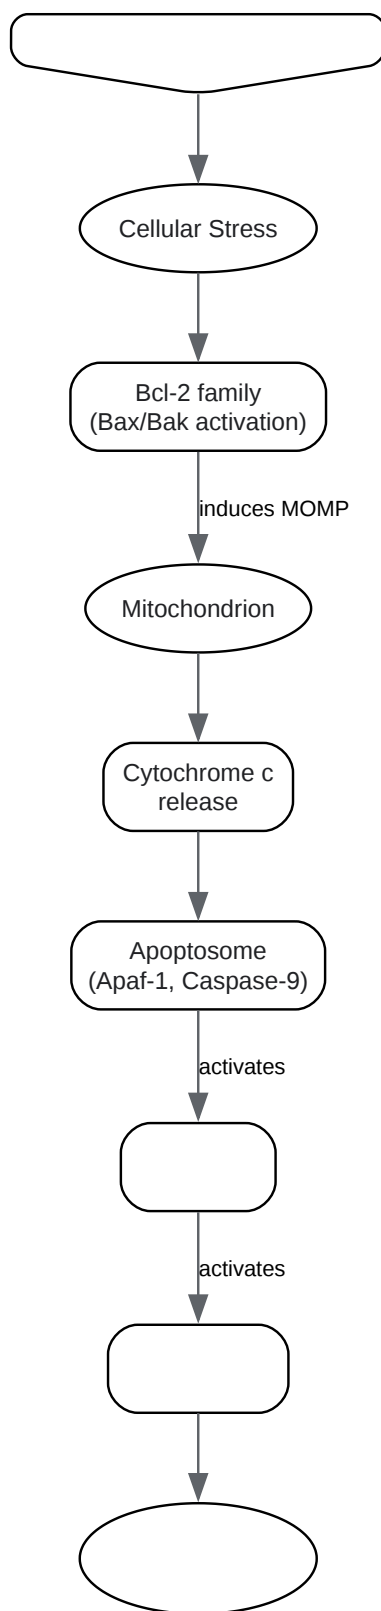 Cellular Stress
Bcl-2 family
(Bax/Bak activation)
induces MOMP
Mitochondrion
Cytochrome c
release
Apoptosome
(Apaf-1, Caspase-9)
activates
activates